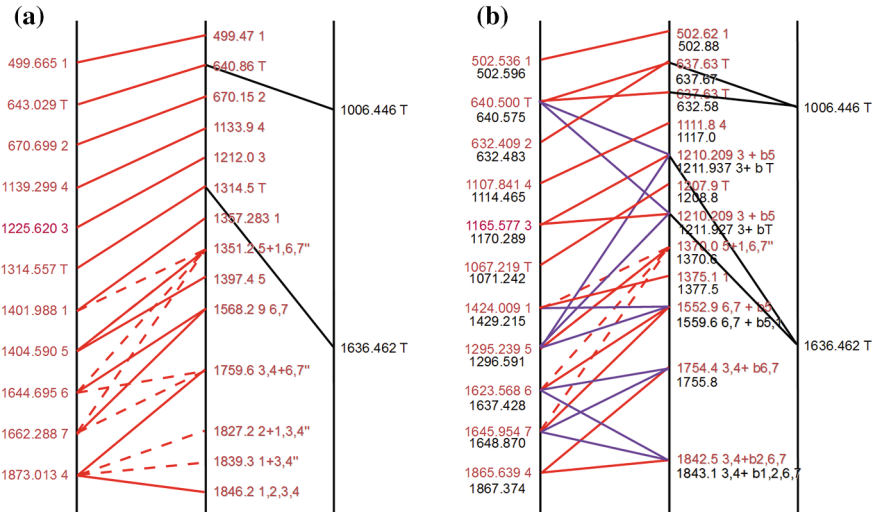 (a)
499.665 1
643.029 T
670.699 2
1139.299 4
1225.620 3
1314.557 T
1401.988 1
1404.590 5
1644.695 6
1662.288 7
1873.013 4
499.47 1
640.86 T
670.15 2
1133.9 4
1212.0 3
1314.5 T
1357.283 1
1351.2 5+1,6,7"
1397.4 5
1568.2 9 6,7
1759.6 3,4+6,7"
1827.2 2+1,3,4"
1839.3 1+3,4"
1846.2 1,2,3,4
1006.446 T
1636.462 T
(b)
502.536 1
502.596
640.500 T
640.575
632.409 2
632.483
1107.841 4
1114.465
1165.577 3
1170.289
1067.219 T
1071.242
1424.009 1
1429.215
1295.239 5
1296.591
1623.568 6
1637.428
1645.954 7
1648.870
1865.639 4
1867.374
502.62 1
502.88
637.63 T
637.67
637.63 T
632.58
1111.8 4
1117.0
1210.209 3 + b5
1211.937 3+ b T
1207.9 T
1208.8
1210.209 3 + b5
1211.927 3+ bT
1370.0 5+1,6,7"
1370.6
1375.1 1
1377.5
1552.9 6,7 + b5
1559.6 6,7 + b5,1
1754.4 3,4+ b6,7
1755.8
1842.5 3,4+b2,6,7
1843.1 3,4+ b1,2,6,7
1006.446 T
1636.462 T